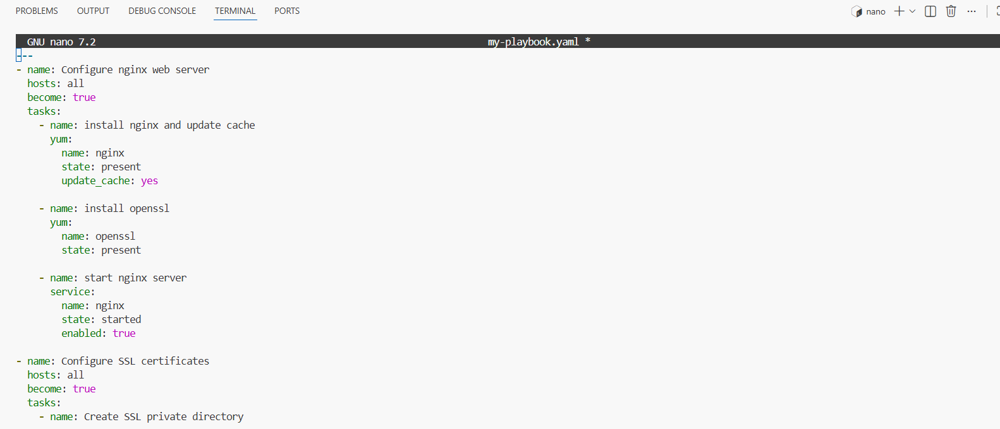 PROBLEMS OUTPUT DEBUG CONSOLE TERMINAL PORTS nano
GNU nano 7.2 my-playbook.yaml *
---
- name: Configure nginx web server
  hosts: all
  become: true
  tasks:
    - name: install nginx and update cache
      yum:
        name: nginx
        state: present
        update_cache: yes

    - name: install openssl
      yum:
        name: openssl
        state: present

    - name: start nginx server
      service:
        name: nginx
        state: started
        enabled: true

- name: Configure SSL certificates
  hosts: all
  become: true
  tasks:
    - name: Create SSL private directory